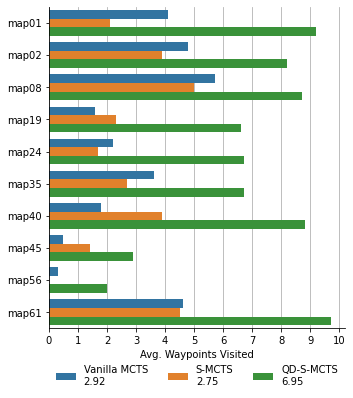 map01
map02
map08
map19
map24
map35
map40
map45
map56
map61
0 1 2 3 4 5 6 7 8 9 10
Avg. Waypoints Visited
Vanilla MCTS
2.92
S-MCTS
2.75
QD-S-MCTS
6.95